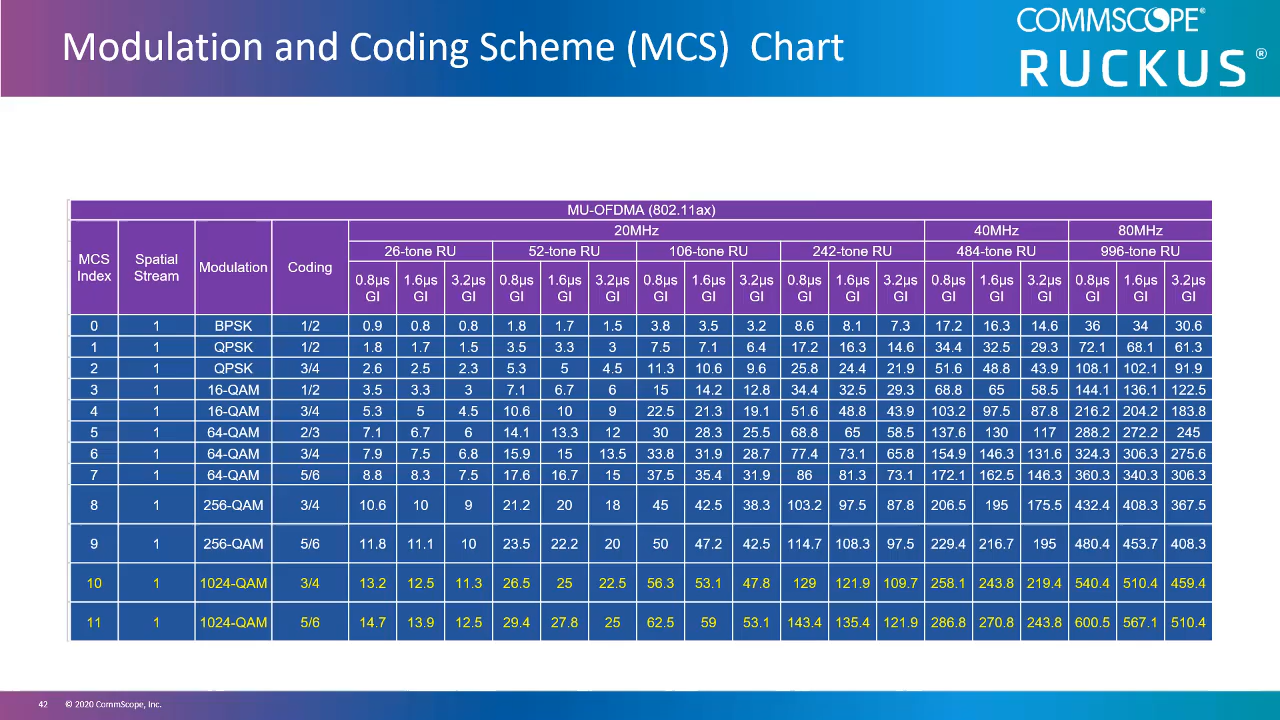 Modulation and Coding Scheme (MCS) Chart
COMMSCOPE®
RUCKUS®
MU-OFDMA (802.11ax)
MCS Index Spatial Stream Modulation Coding 20MHz 40MHz 80MHz
26-tone RU 52-tone RU 106-tone RU 242-tone RU 484-tone RU 996-tone RU
0.8µs GI 1.6µs GI 3.2µs GI 0.8µs GI 1.6µs GI 3.2µs GI 0.8µs GI 1.6µs GI 3.2µs GI 0.8µs GI 1.6µs GI 3.2µs GI 0.8µs GI 1.6µs GI 3.2µs GI 0.8µs GI 1.6µs GI 3.2µs GI
0 1 BPSK 1/2 0.9 0.8 0.8 1.8 1.7 1.5 3.8 3.5 3.2 8.6 8.1 7.3 17.2 16.3 14.6 36 34 30.6
1 1 QPSK 1/2 1.8 1.7 1.5 3.5 3.3 3 7.5 7.1 6.4 17.2 16.3 14.6 34.4 32.5 29.3 72.1 68.1 61.3
2 1 QPSK 3/4 2.6 2.5 2.3 5.3 5 4.5 11.3 10.6 9.6 25.8 24.4 21.9 51.6 48.8 43.9 108.1 102.1 91.9
3 1 16-QAM 1/2 3.5 3.3 3 7.1 6.7 6 15 14.2 12.8 34.4 32.5 29.3 68.8 65 58.5 144.1 136.1 122.5
4 1 16-QAM 3/4 5.3 5 4.5 10.6 10 9 22.5 21.3 19.1 51.6 48.8 43.9 103.2 97.5 87.8 216.2 204.2 183.8
5 1 64-QAM 2/3 7.1 6.7 6 14.1 13.3 12 30 28.3 25.5 68.8 65 58.5 137.6 130 117 288.2 272.2 245
6 1 64-QAM 3/4 7.9 7.5 6.8 15.9 15 13.5 33.8 31.9 28.7 77.4 73.1 65.8 154.9 146.3 131.6 324.3 306.3 275.6
7 1 64-QAM 5/6 8.8 8.3 7.5 17.6 16.7 15 37.5 35.4 31.9 86 81.3 73.1 172.1 162.5 146.3 360.3 340.3 306.3
8 1 256-QAM 3/4 10.6 10 9 21.2 20 18 45 42.5 38.3 103.2 97.5 87.8 206.5 195 175.5 432.4 408.3 367.5
9 1 256-QAM 5/6 11.8 11.1 10 23.5 22.2 20 50 47.2 42.5 114.7 108.3 97.5 229.4 216.7 195 480.4 453.7 408.3
10 1 1024-QAM 3/4 13.2 12.5 11.3 26.5 25 22.5 56.3 53.1 47.8 129 121.9 109.7 258.1 243.8 219.4 540.4 510.4 459.4
11 1 1024-QAM 5/6 14.7 13.9 12.5 29.4 27.8 25 62.5 59 53.1 143.4 135.4 121.9 286.8 270.8 243.8 600.5 567.1 510.4
42 © 2020 CommScope, Inc.